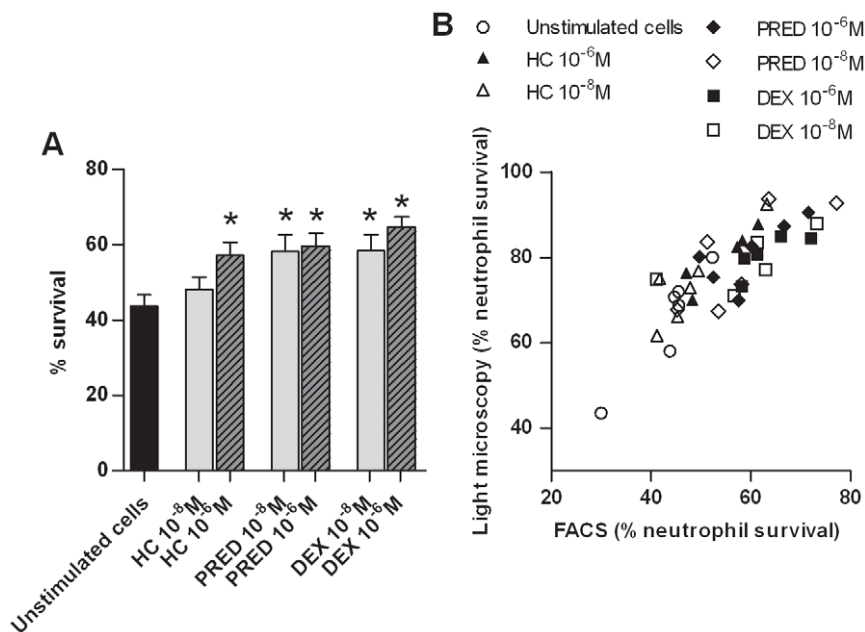 A
% survival
80
60
40
20
0
*
*
*
*
*
Unstimulated cells
HC 10⁻⁸M
HC 10⁻⁶M
PRED 10⁻⁸M
PRED 10⁻⁶M
DEX 10⁻⁸M
DEX 10⁻⁶M
B
Unstimulated cells
HC 10⁻⁶M
HC 10⁻⁸M
PRED 10⁻⁶M
PRED 10⁻⁸M
DEX 10⁻⁶M
DEX 10⁻⁸M
Light microscopy (% neutrophil survival)
100
80
60
40
20
40
60
80
FACS (% neutrophil survival)